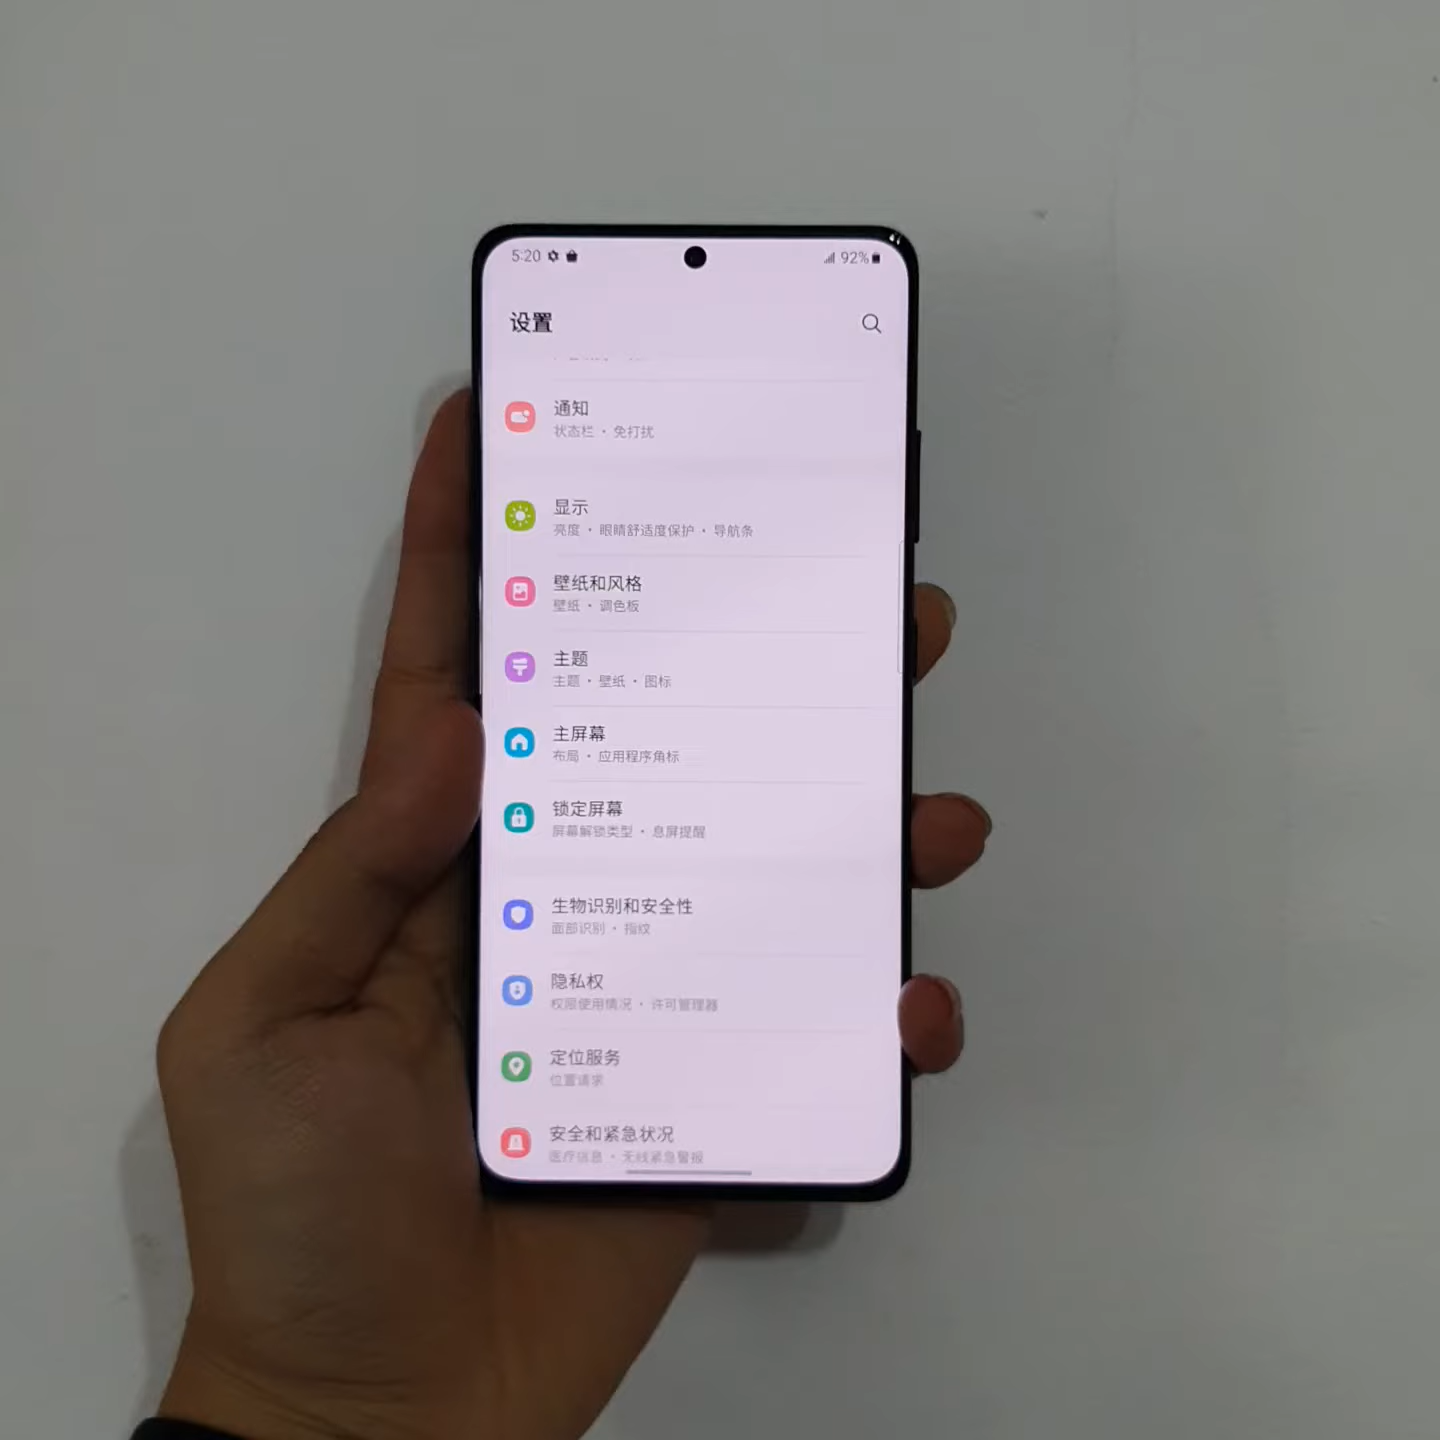 5:20
92%
设置
通知
状态栏 · 免打扰
显示
亮度 · 眼睛舒适度保护 · 导航条
壁纸和风格
壁纸 · 调色板
主题
主题 · 壁纸 · 图标
主屏幕
布局 · 应用程序角标
锁定屏幕
屏幕解锁类型 · 息屏提醒
生物识别和安全性
面部识别 · 指纹
隐私权
权限使用情况 · 许可管理器
定位服务
位置请求
安全和紧急状况
医疗信息 · 无线紧急警报